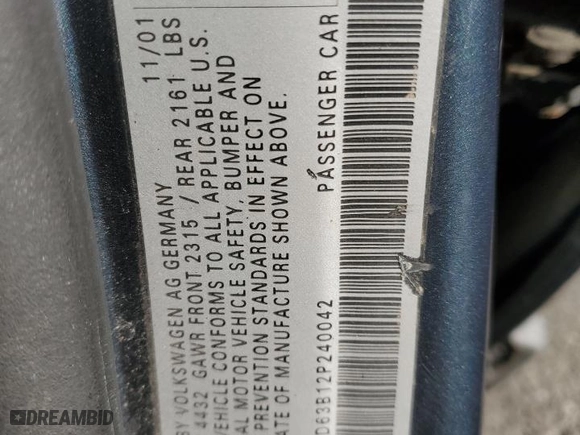 11/01
BY VOLKSWAGEN AG GERMANY
4432 GAWR FRONT 2315 / REAR 2161 LBS
VEHICLE CONFORMS TO ALL APPLICABLE U.S.
AL MOTOR VEHICLE SAFETY, BUMPER AND
PREVENTION STANDARDS IN EFFECT ON
ATE OF MANUFACTURE SHOWN ABOVE.
D63B12P240042 PASSENGER CAR
DREAMBID